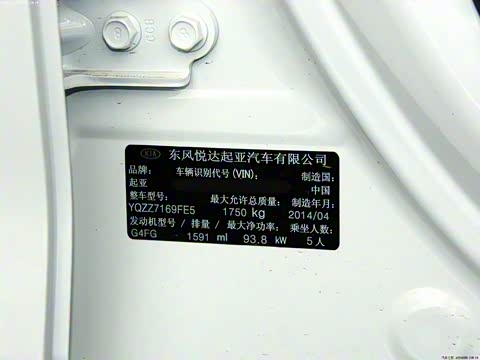 8
GCB
8
KIA 东风悦达起亚汽车有限公司
品牌: 车辆识别代号(VIN): 制造国:
起亚 中国
整车型号: 最大允许总质量: 制造年月:
YQZ7169FE5 1750 kg 2014/04
发动机型号 / 排量 / 最大净功率: 乘坐人数:
G4FG 1591 ml 93.8 kW 5人